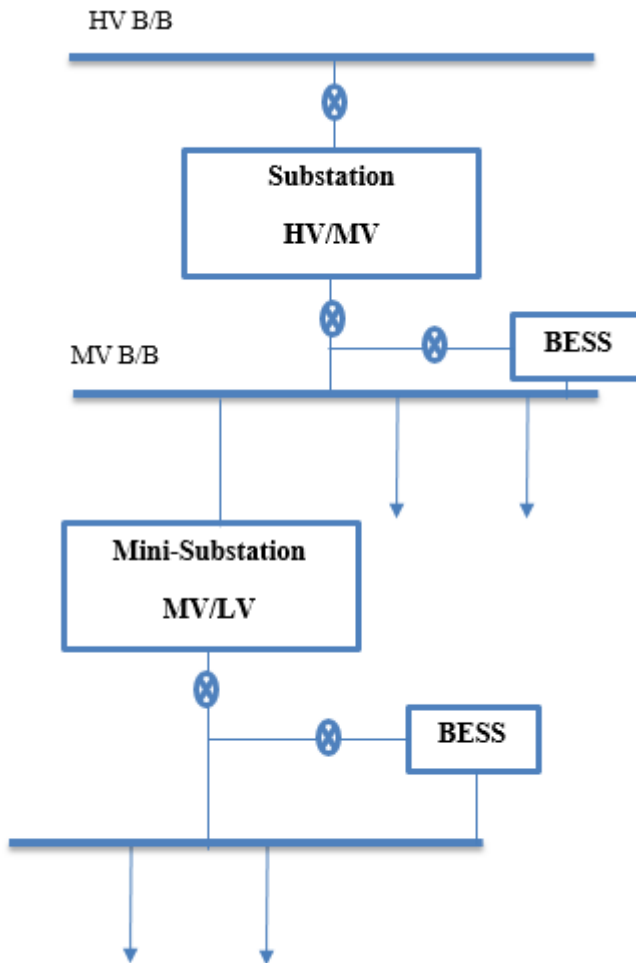 HV B/B
Substation
HV/MV
BESS
MV B/B
Mini-Substation
MV/LV
BESS